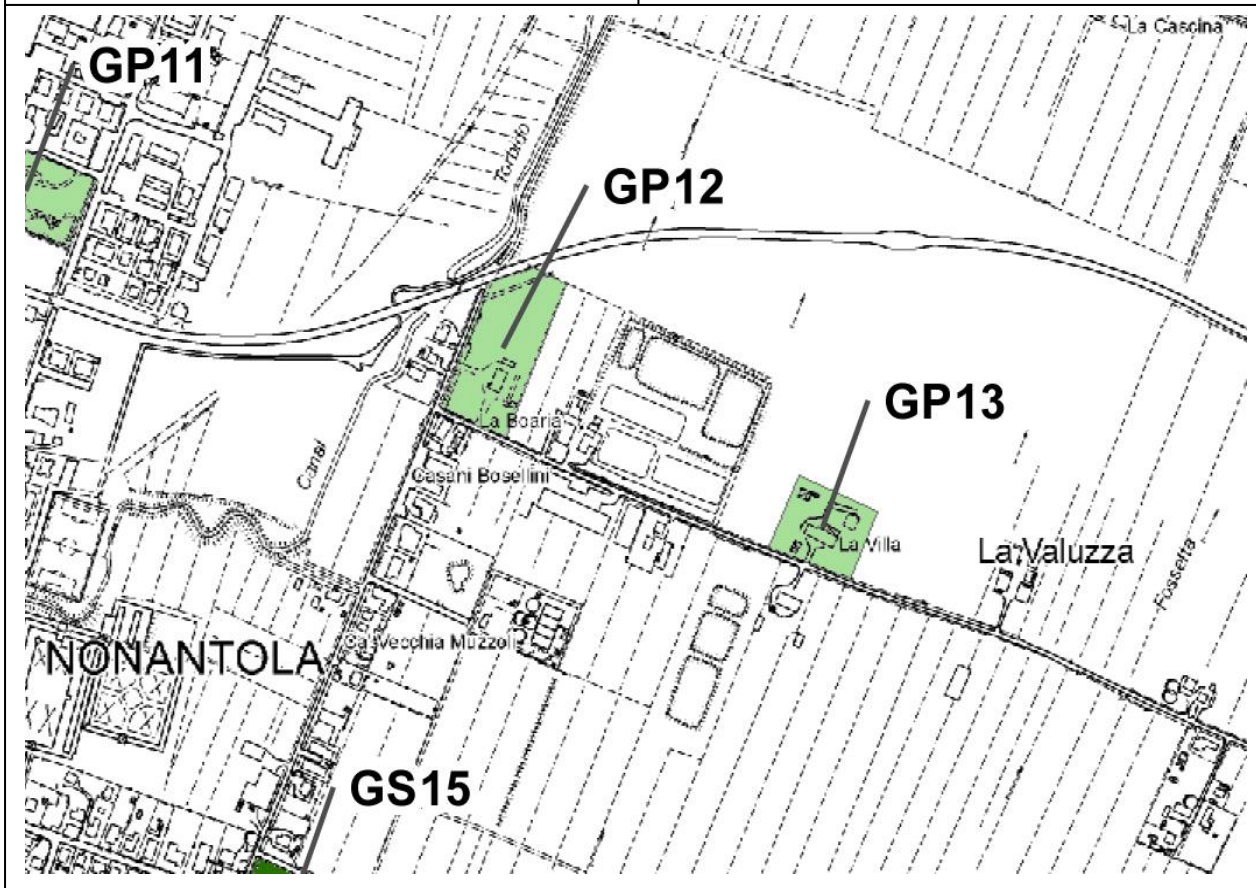 La Cascina
GP11
Torbido
GP12
GP13
La Boaria
Casani Bosellini
Canal
La Villa
La Valuzza
Fossetta
Ca' Vecchia Muzzoli
NONANTOLA
GS15